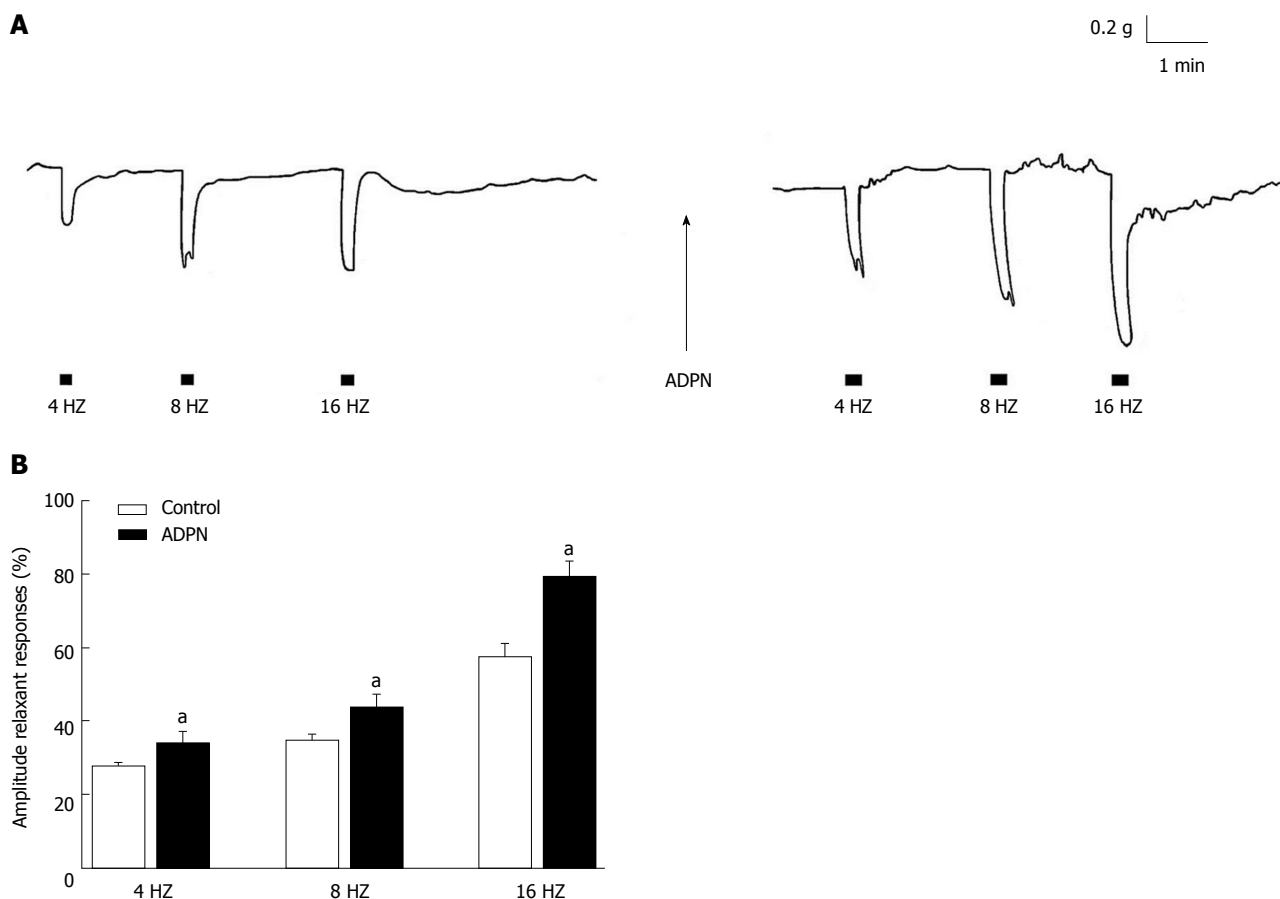 A
0.2 g
1 min
ADPN
4 HZ 8 HZ 16 HZ 4 HZ 8 HZ 16 HZ
B
100
80
60
40
20
0
Amplitude relaxant responses (%)
Control
ADPN
a
a
a
4 HZ 8 HZ 16 HZ